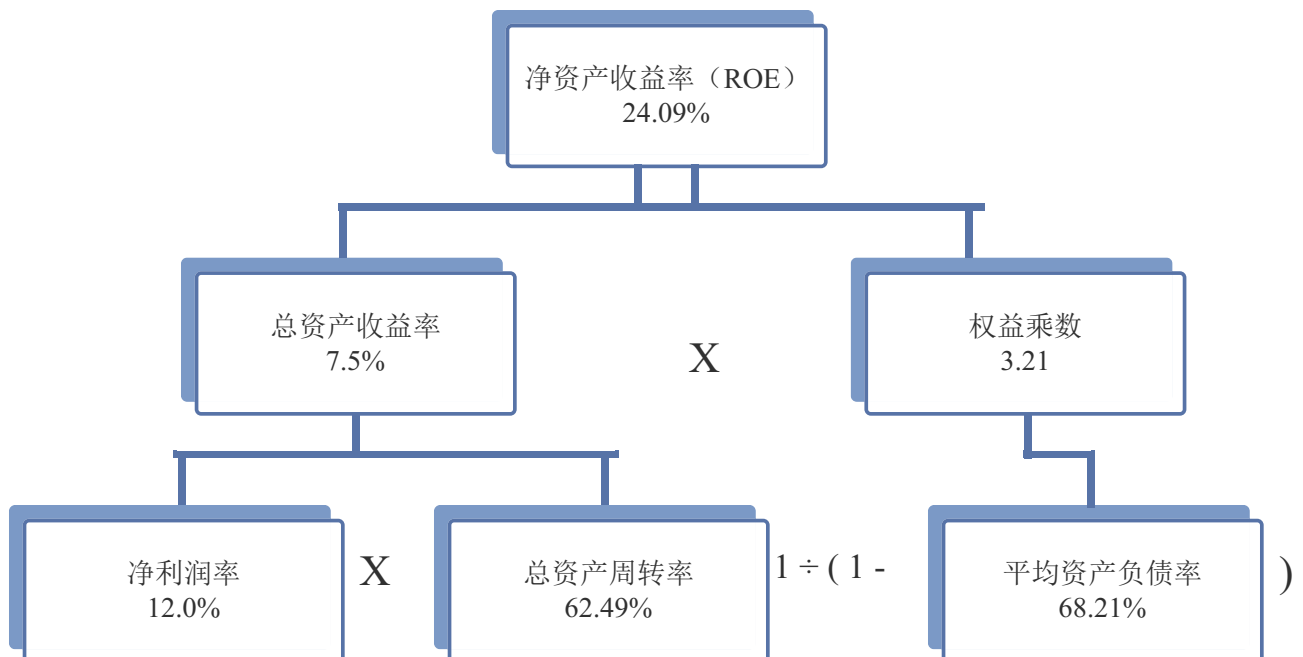 净资产收益率（ROE）
24.09%
总资产收益率
7.5%
X
权益乘数
3.21
净利润率
12.0%
X
总资产周转率
62.49%
1 ÷ ( 1 -
平均资产负债率
68.21%
)